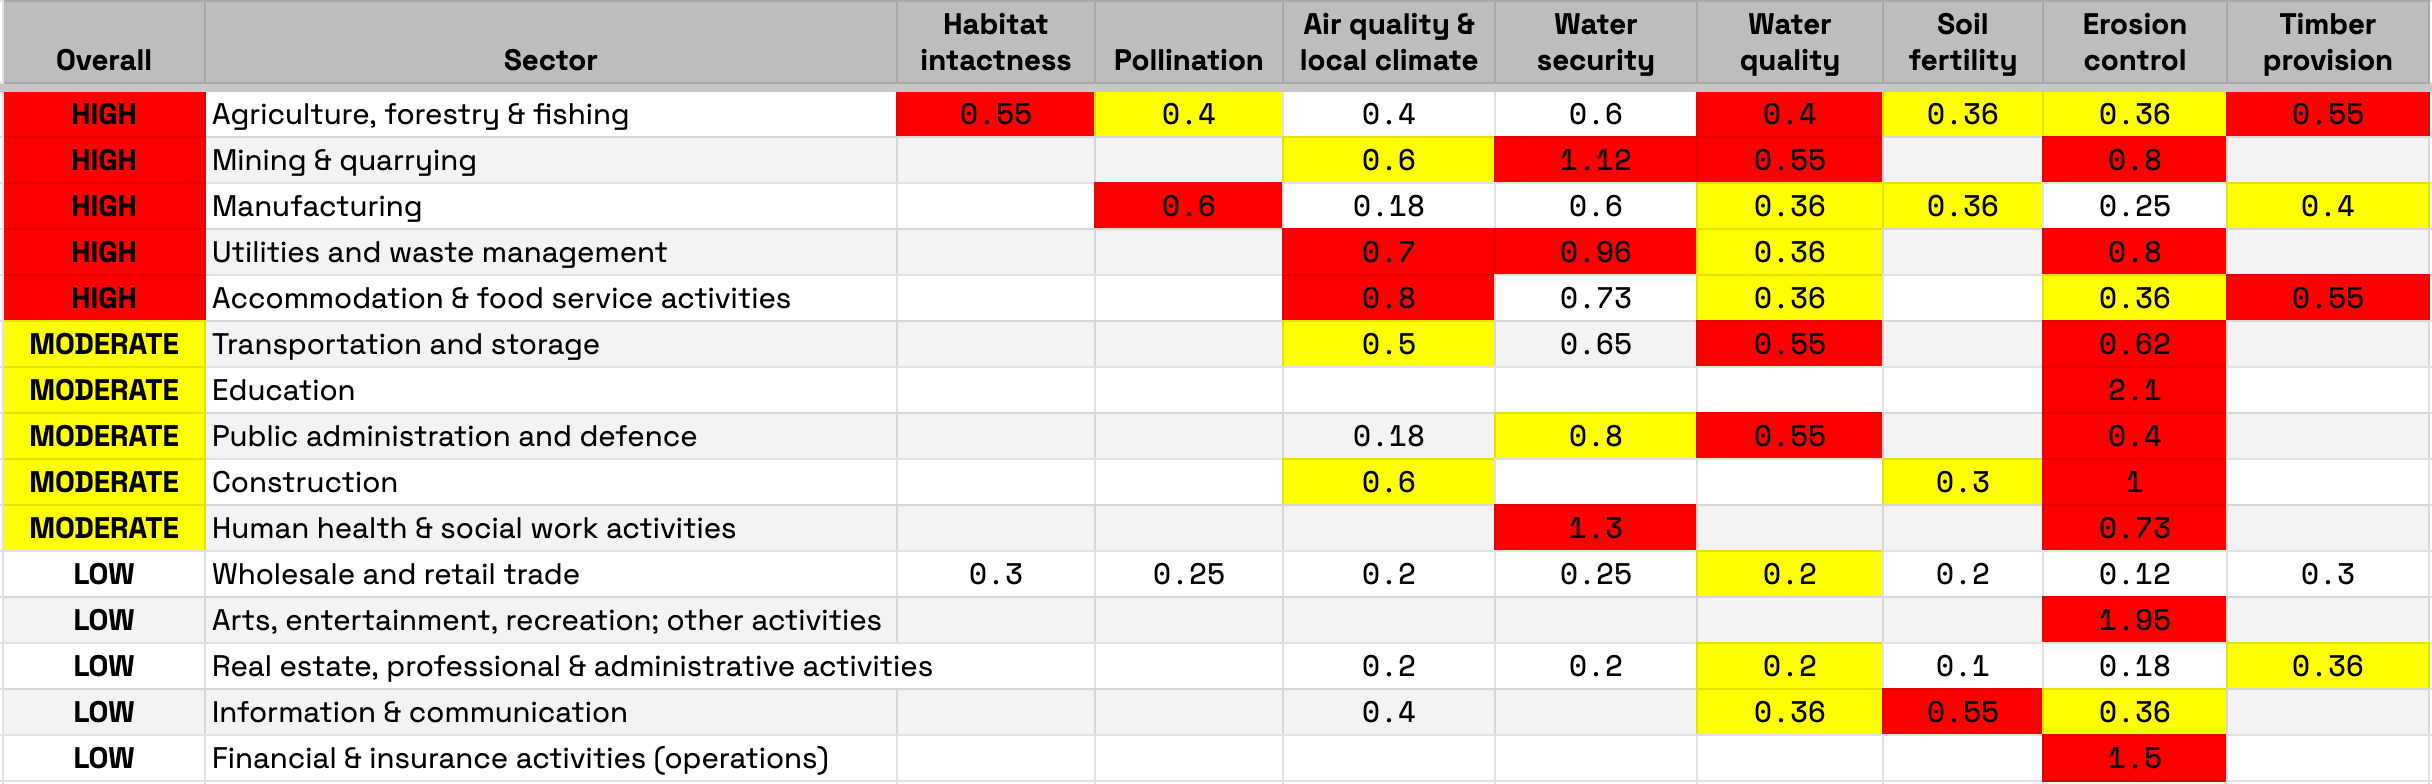 Overall Sector Habitat intactness Pollination Air quality & local climate Water security Water quality Soil fertility Erosion control Timber provision
HIGH Agriculture, forestry & fishing 0.55 0.4 0.4 0.6 0.4 0.36 0.36 0.55
HIGH Mining & quarrying 0.6 1.12 0.55 0.8
HIGH Manufacturing 0.6 0.18 0.6 0.36 0.36 0.25 0.4
HIGH Utilities and waste management 0.7 0.96 0.36 0.8
HIGH Accommodation & food service activities 0.8 0.73 0.36 0.36 0.55
MODERATE Transportation and storage 0.5 0.65 0.55 0.62
MODERATE Education 2.1
MODERATE Public administration and defence 0.18 0.8 0.55 0.4
MODERATE Construction 0.6 0.3 1
MODERATE Human health & social work activities 1.3 0.73
LOW Wholesale and retail trade 0.3 0.25 0.2 0.25 0.2 0.2 0.12 0.3
LOW Arts, entertainment, recreation; other activities 1.95
LOW Real estate, professional & administrative activities 0.2 0.2 0.2 0.1 0.18 0.36
LOW Information & communication 0.4 0.36 0.55 0.36
LOW Financial & insurance activities (operations) 1.5